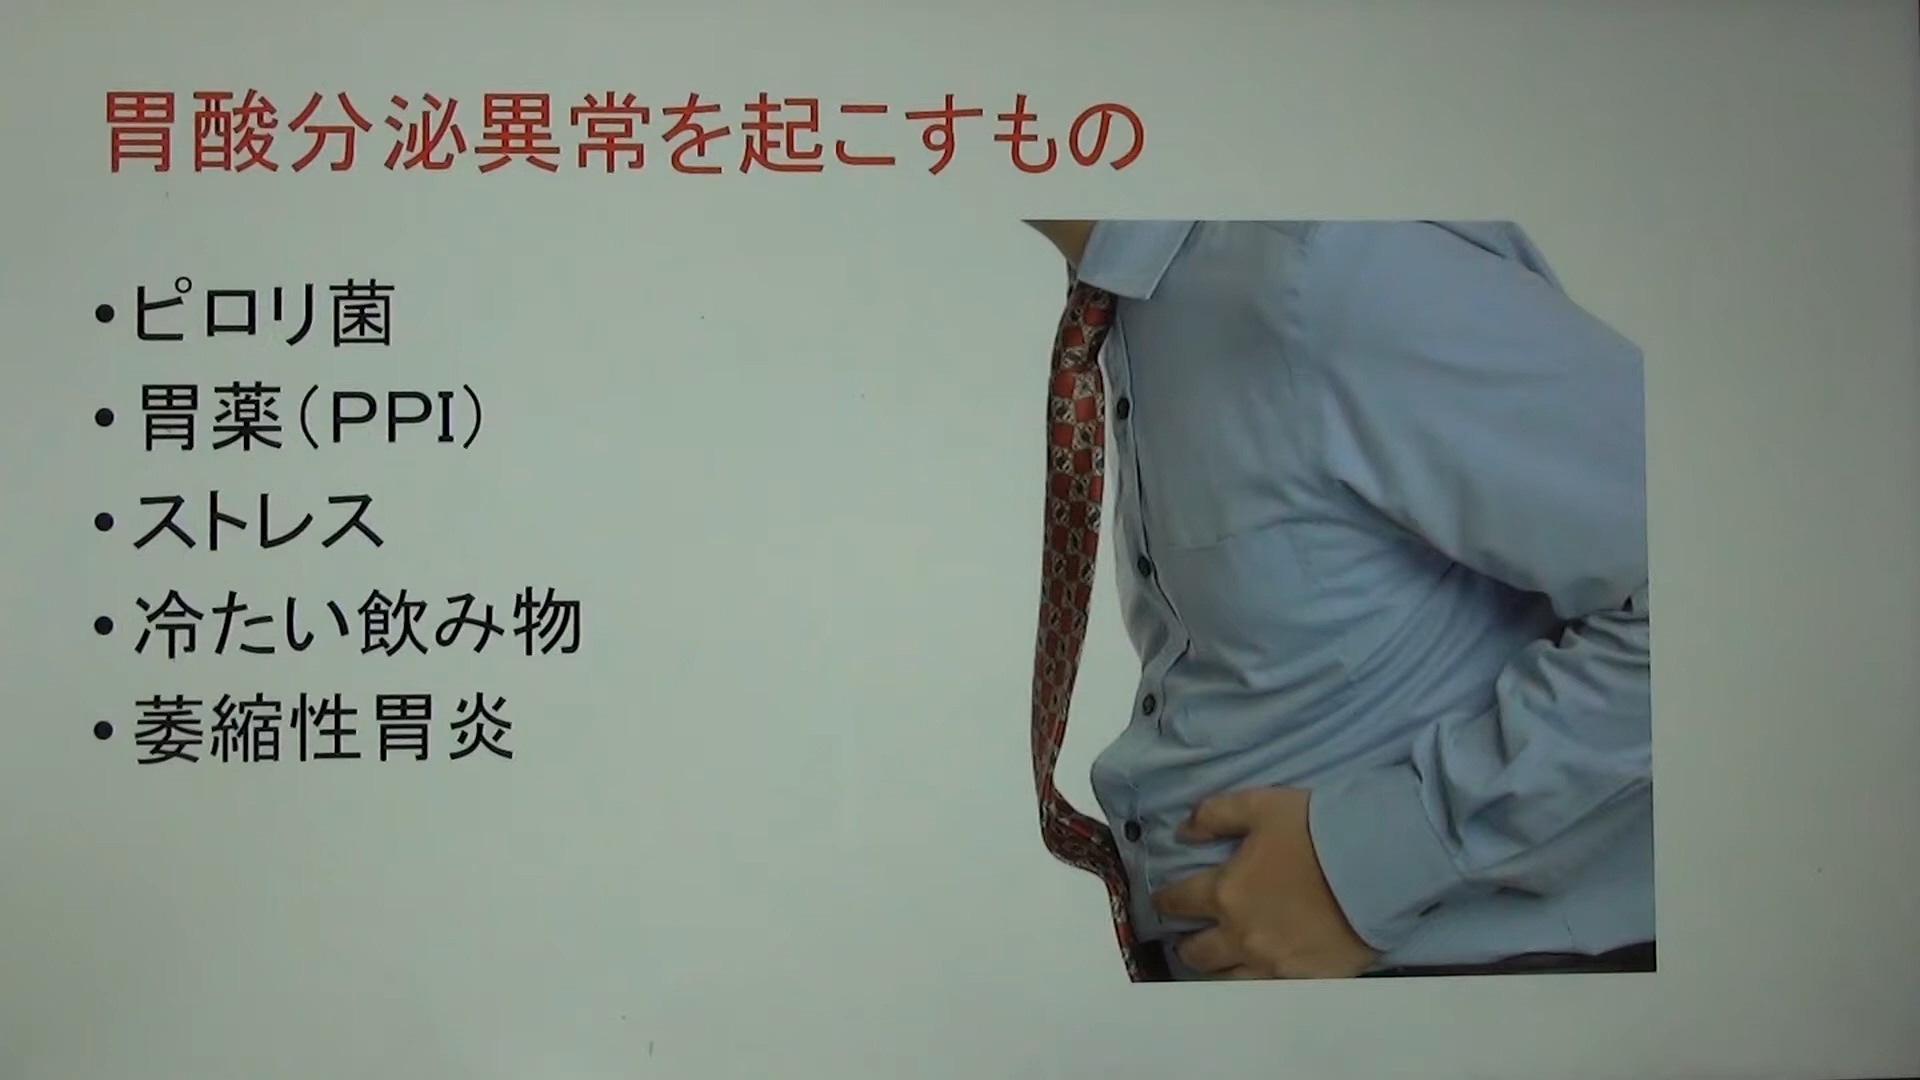 胃酸分泌異常を起こすもの
・ピロリ菌
・胃薬（ＰＰＩ）
・ストレス
・冷たい飲み物
・萎縮性胃炎